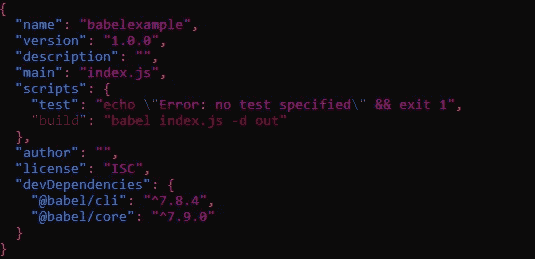 {
  "name": "babelexample",
  "version": "1.0.0",
  "description": "",
  "main": "index.js",
  "scripts": {
    "test": "echo \"Error: no test specified\" && exit 1",
    "build": "babel index.js -d out"
  },
  "author": "",
  "license": "ISC",
  "devDependencies": {
    "@babel/cli": "^7.8.4",
    "@babel/core": "^7.9.0"
  }
}